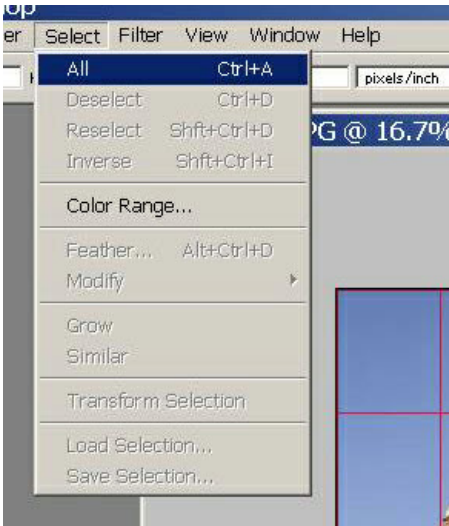 er Select Filter View Window Help
All Ctrl+A
pixels/inch
Deselect Ctrl+D
Reselect Shft+Ctrl+D
G @ 16.7%
Inverse Shft+Ctrl+I
Color Range...
Feather... Alt+Ctrl+D
Modify
Grow
Similar
Transform Selection
Load Selection...
Save Selection...